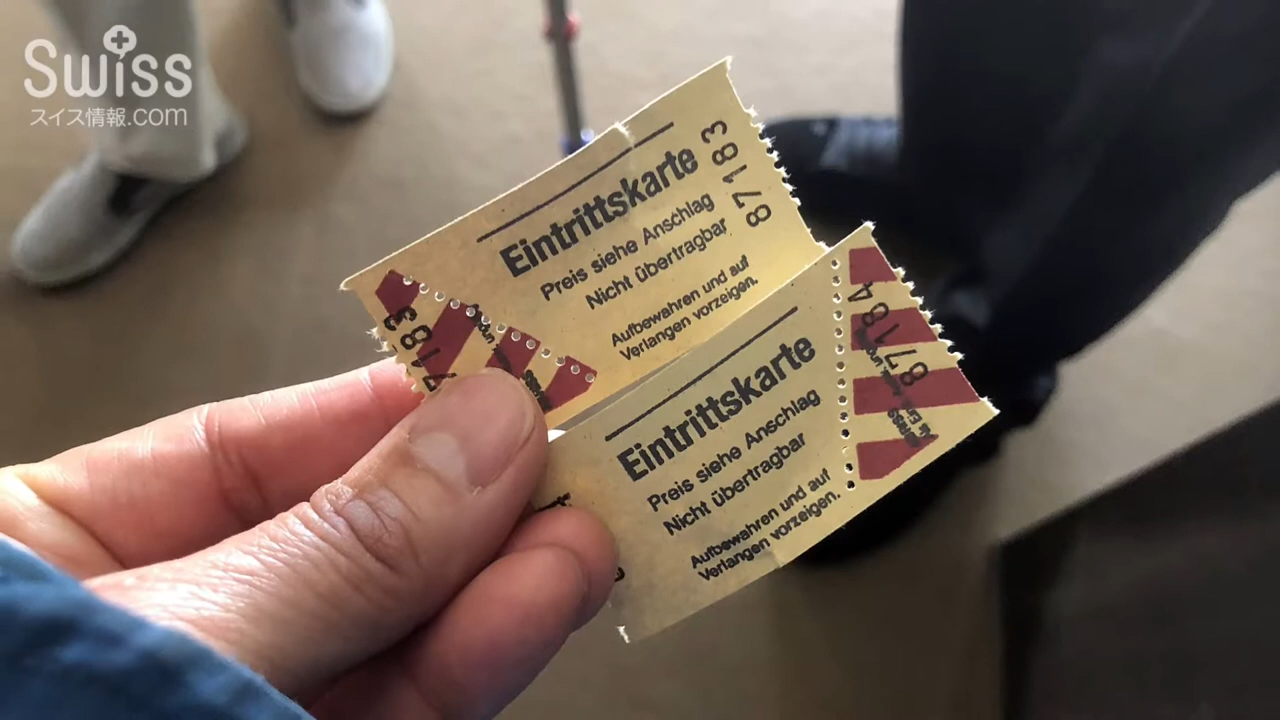 Swiss
スイス情報.com
Eintrittskarte
Preis siehe Anschlag
Nicht übertragbar
Aufbewahren und auf
Verlangen vorzeigen.
87183
7183
Eintrittskarte
Preis siehe Anschlag
Nicht übertragbar
Aufbewahren und auf
Verlangen vorzeigen.
87184